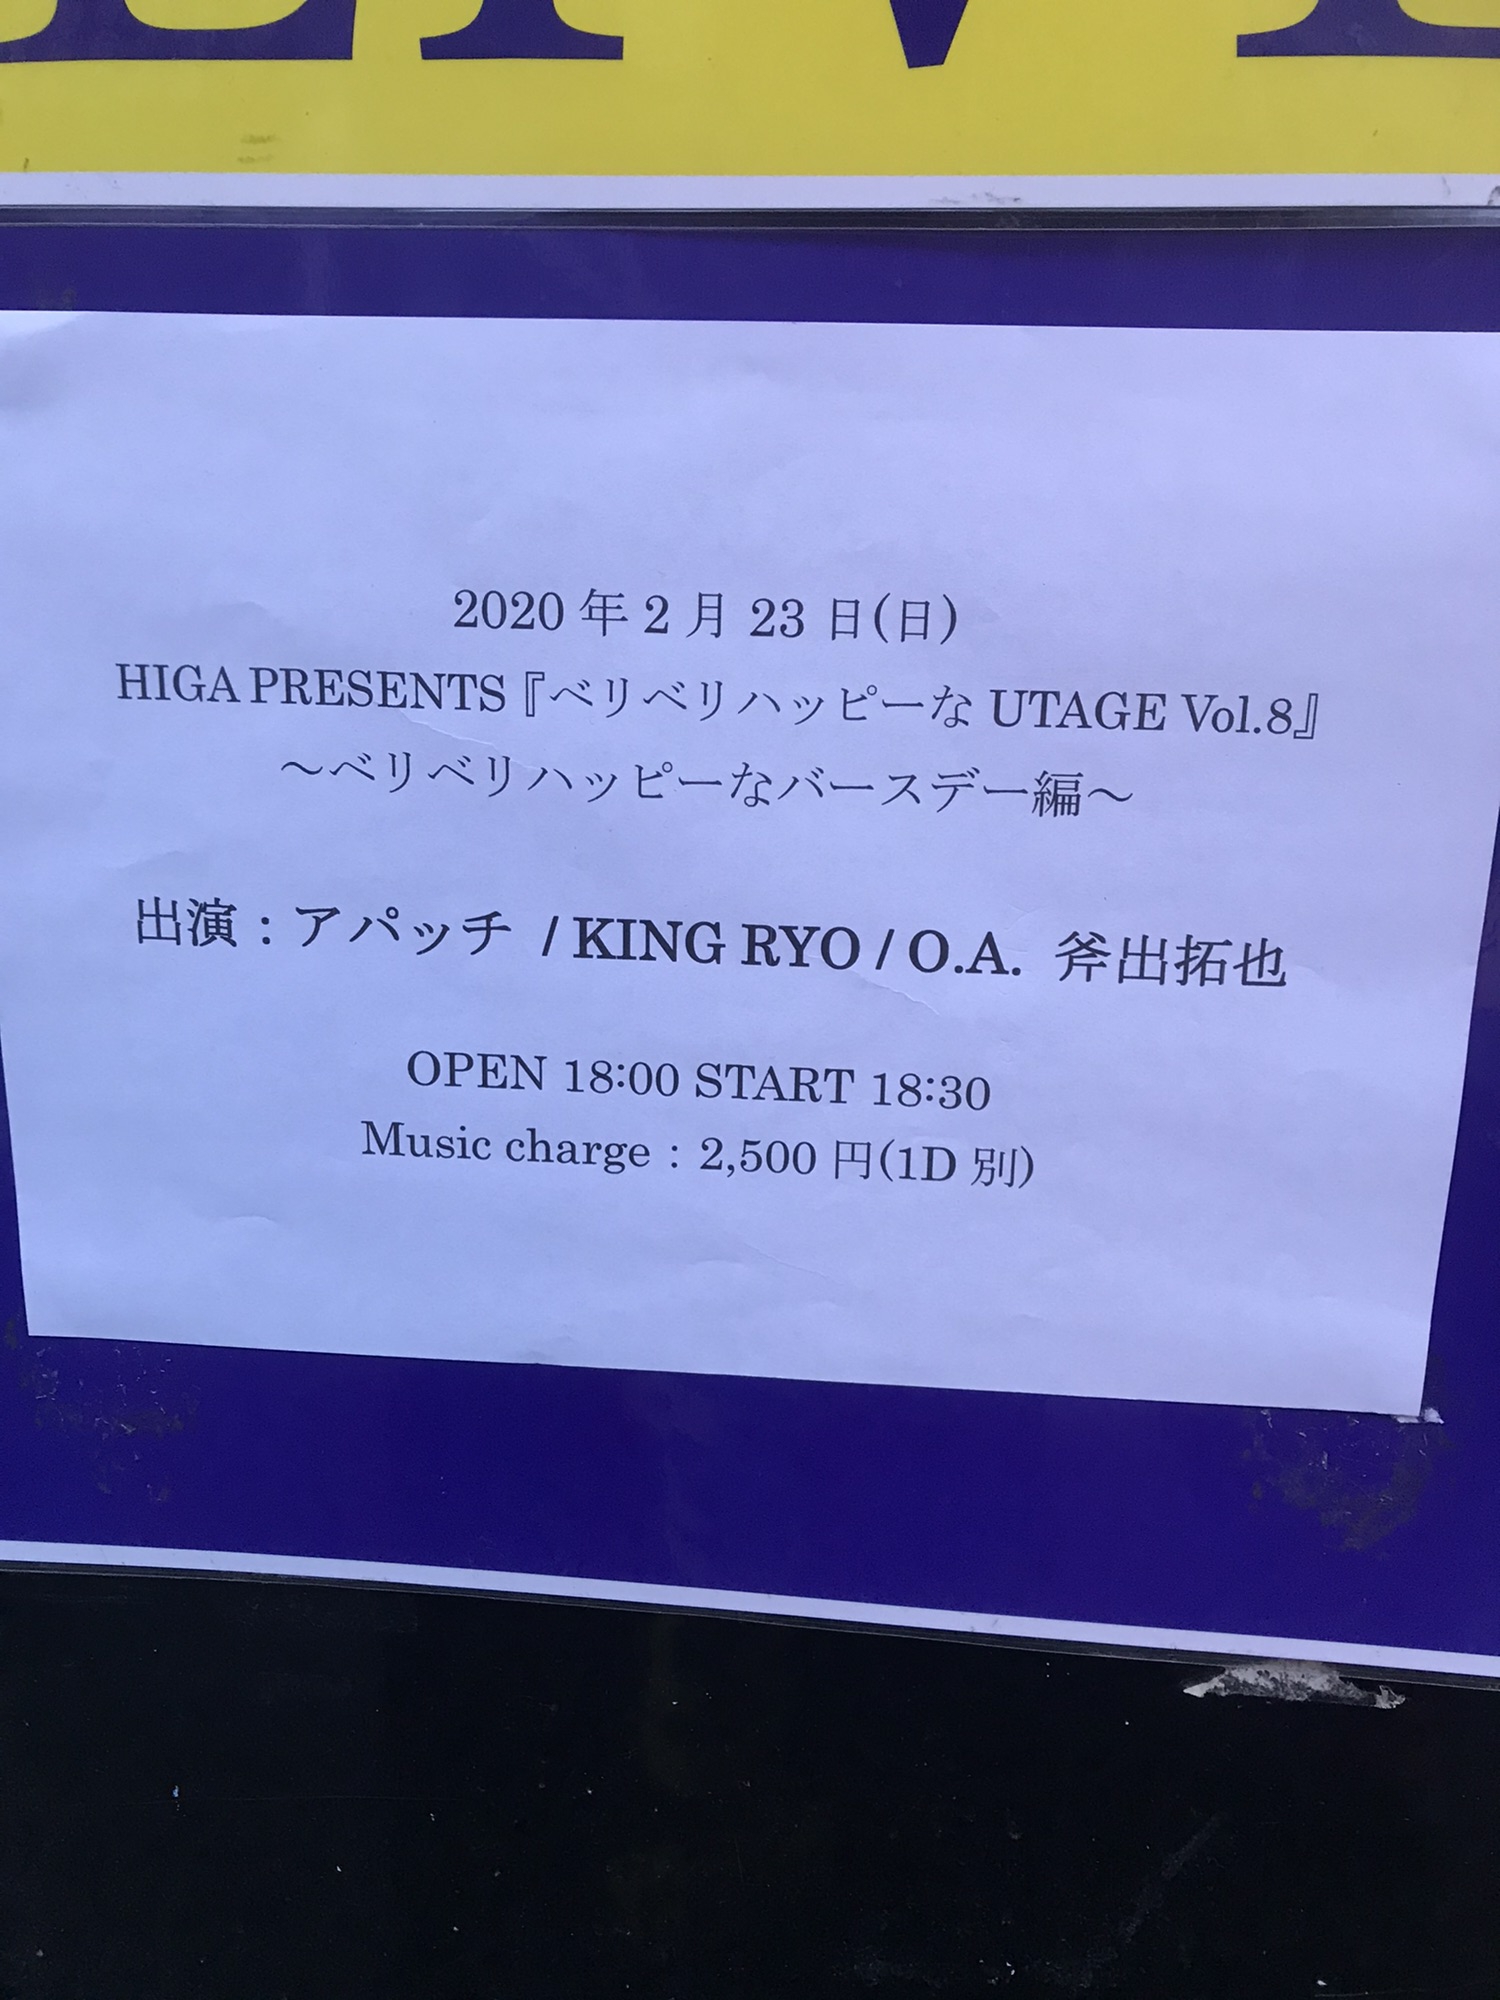 LIVE
2020年2月23日(日)
HIGA PRESENTS『ベリベリハッピーな UTAGE Vol.8』
～ベリベリハッピーなバースデー編～
出演：アパッチ / KING RYO / O.A. 斧出拓也
OPEN 18:00 START 18:30
Music charge：2,500円(1D別)